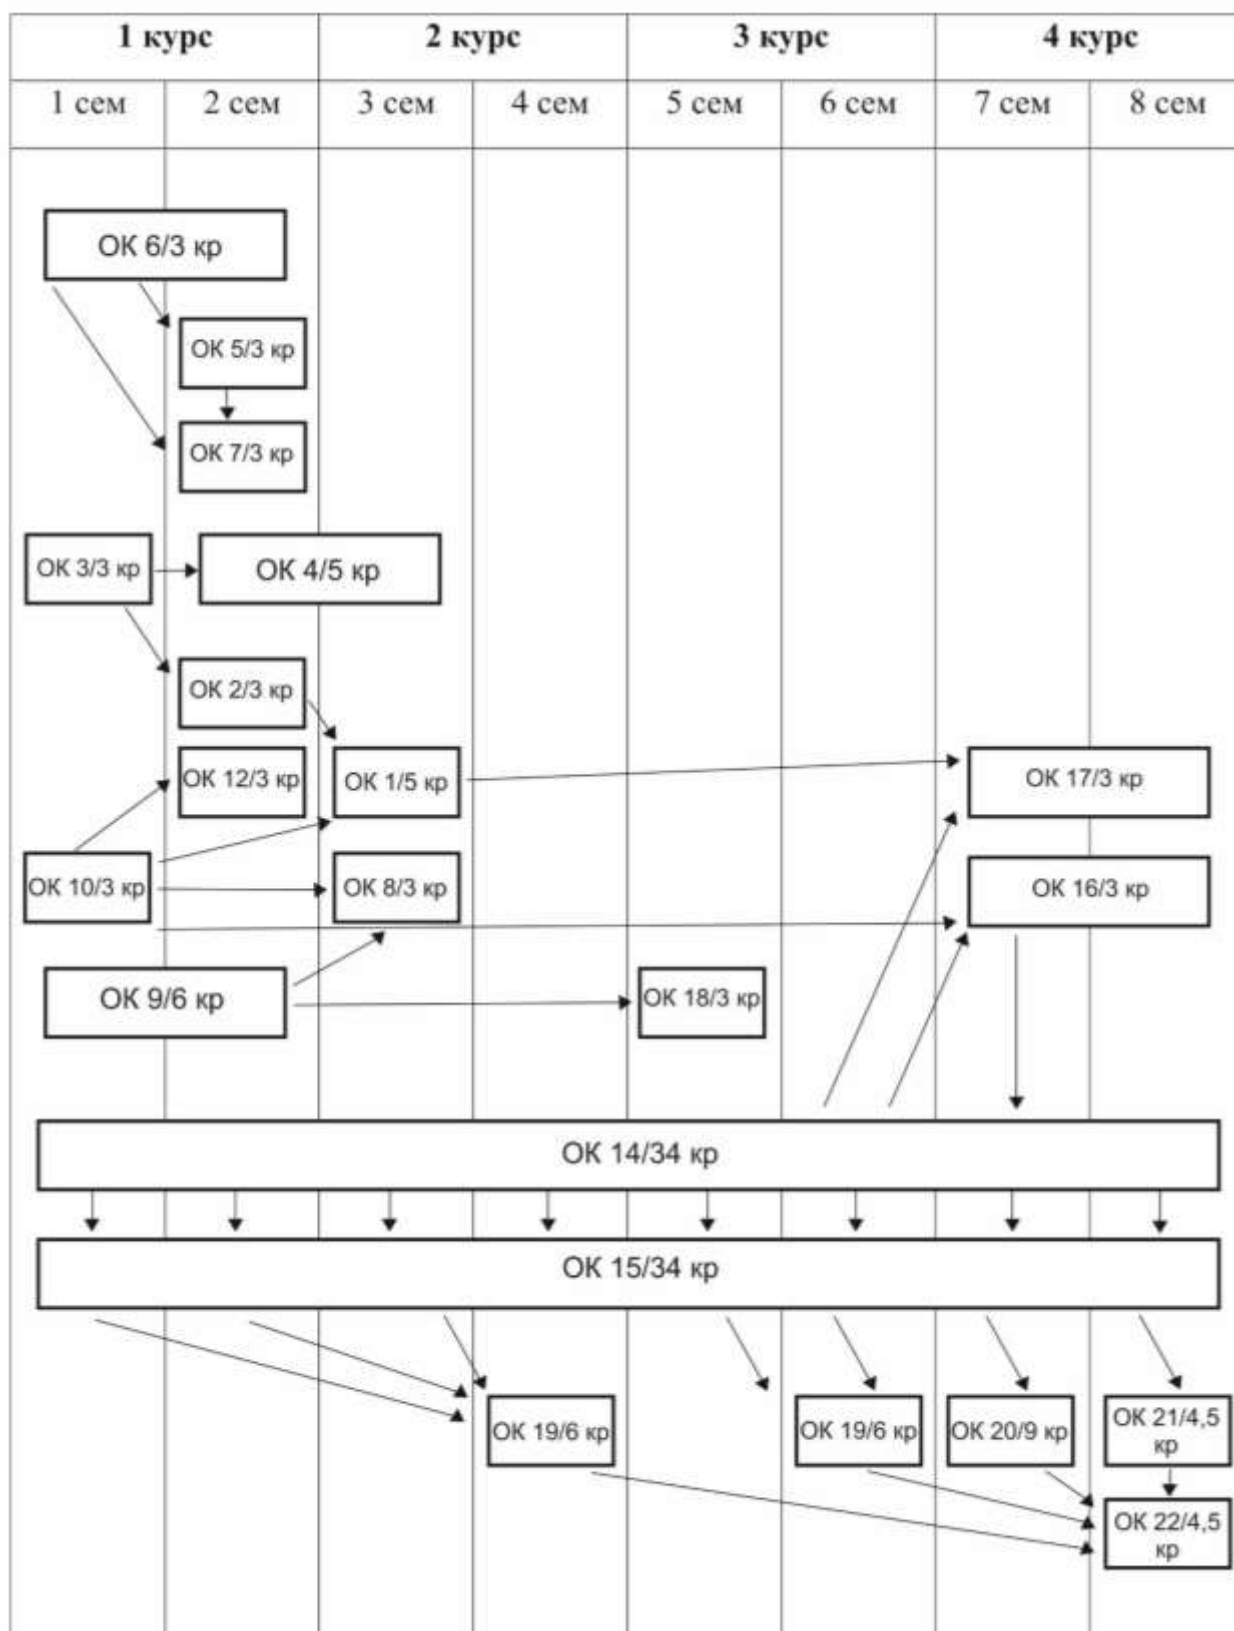 1 курс 2 курс 3 курс 4 курс
1 сем 2 сем 3 сем 4 сем 5 сем 6 сем 7 сем 8 сем
ОК 6/3 кр
ОК 5/3 кр
ОК 7/3 кр
ОК 3/3 кр ОК 4/5 кр
ОК 2/3 кр
ОК 12/3 кр ОК 1/5 кр ОК 17/3 кр
ОК 10/3 кр ОК 8/3 кр ОК 16/3 кр
ОК 9/6 кр ОК 18/3 кр
ОК 14/34 кр
ОК 15/34 кр
ОК 19/6 кр ОК 19/6 кр ОК 20/9 кр ОК 21/4,5
кр
ОК 22/4,5
кр